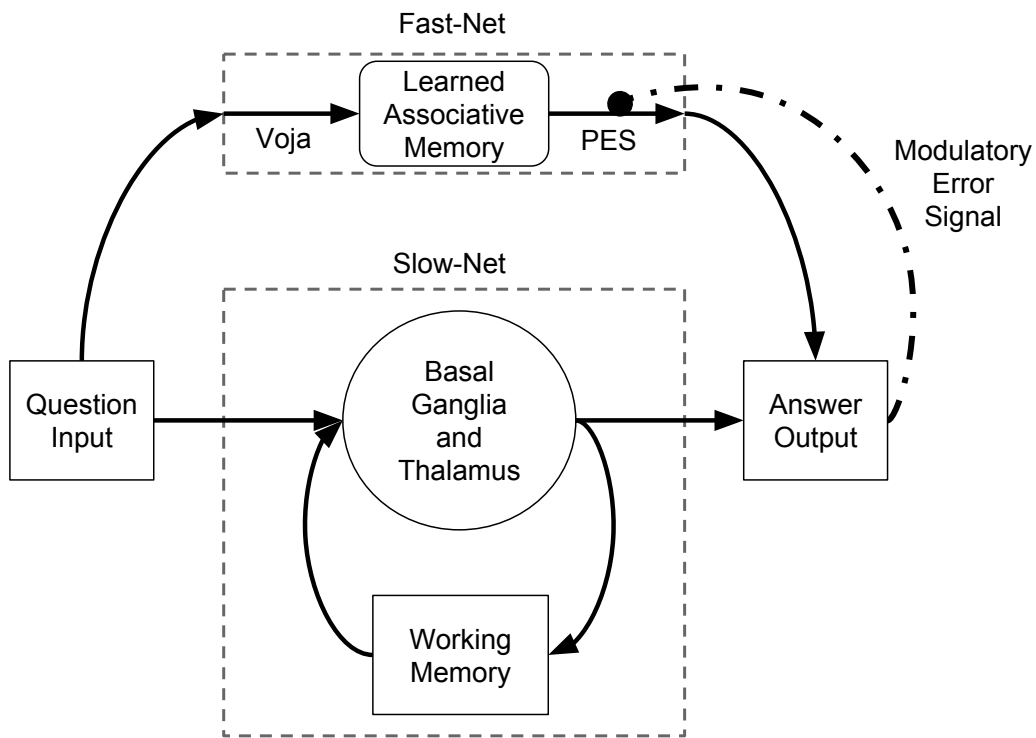 Fast-Net
Learned
Associative
Memory
Voja
PES
Modulatory
Error
Signal
Slow-Net
Question
Input
Basal
Ganglia
and
Thalamus
Answer
Output
Working
Memory